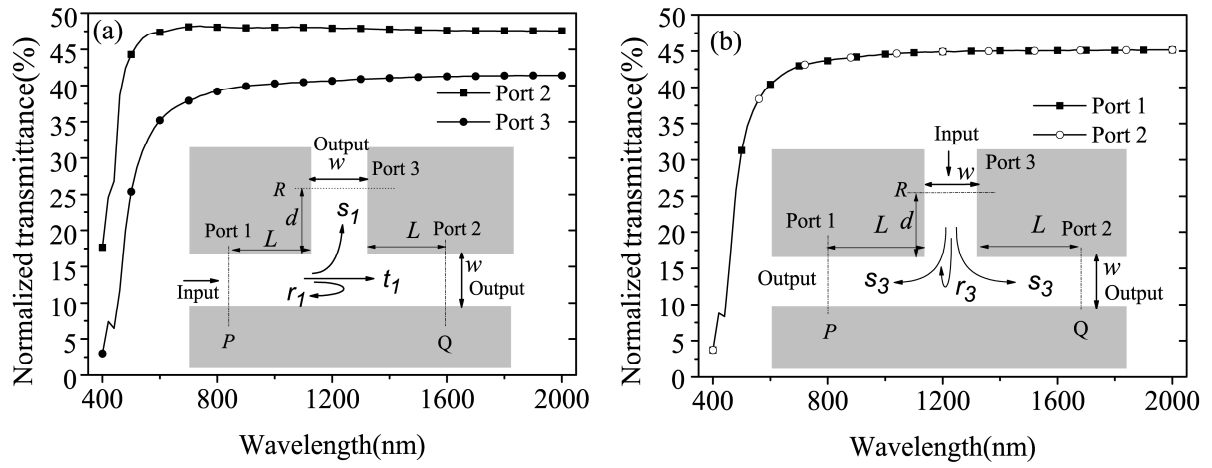 (a)
Normalized transmittance(%)
50
45
40
35
30
25
20
15
10
5
0
Port 2
Port 3
Output
w
Port 3
R
d
s1
Port 1
L
L
Port 2
w
Output
Input
r1
t1
P
Q
400 800 1200 1600 2000
Wavelength(nm)
(b)
Normalized transmittance(%)
50
45
40
35
30
25
20
15
10
5
0
Port 1
Port 2
Input
w
Port 3
R
d
Port 1
L
L
Port 2
w
Output
Output
s3
r3
s3
P
Q
400 800 1200 1600 2000
Wavelength(nm)